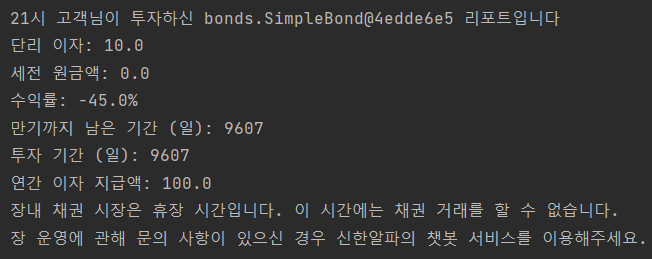 21시 고객님이 투자하신 bonds.SimpleBond@4edde6e5 리포트입니다
단리 이자: 10.0
세전 원금액: 0.0
수익률: -45.0%
만기까지 남은 기간 (일): 9607
투자 기간 (일): 9607
연간 이자 지급액: 100.0
장내 채권 시장은 휴장 시간입니다. 이 시간에는 채권 거래를 할 수 없습니다.
장 운영에 관해 문의 사항이 있으신 경우 신한알파의 챗봇 서비스를 이용해주세요.